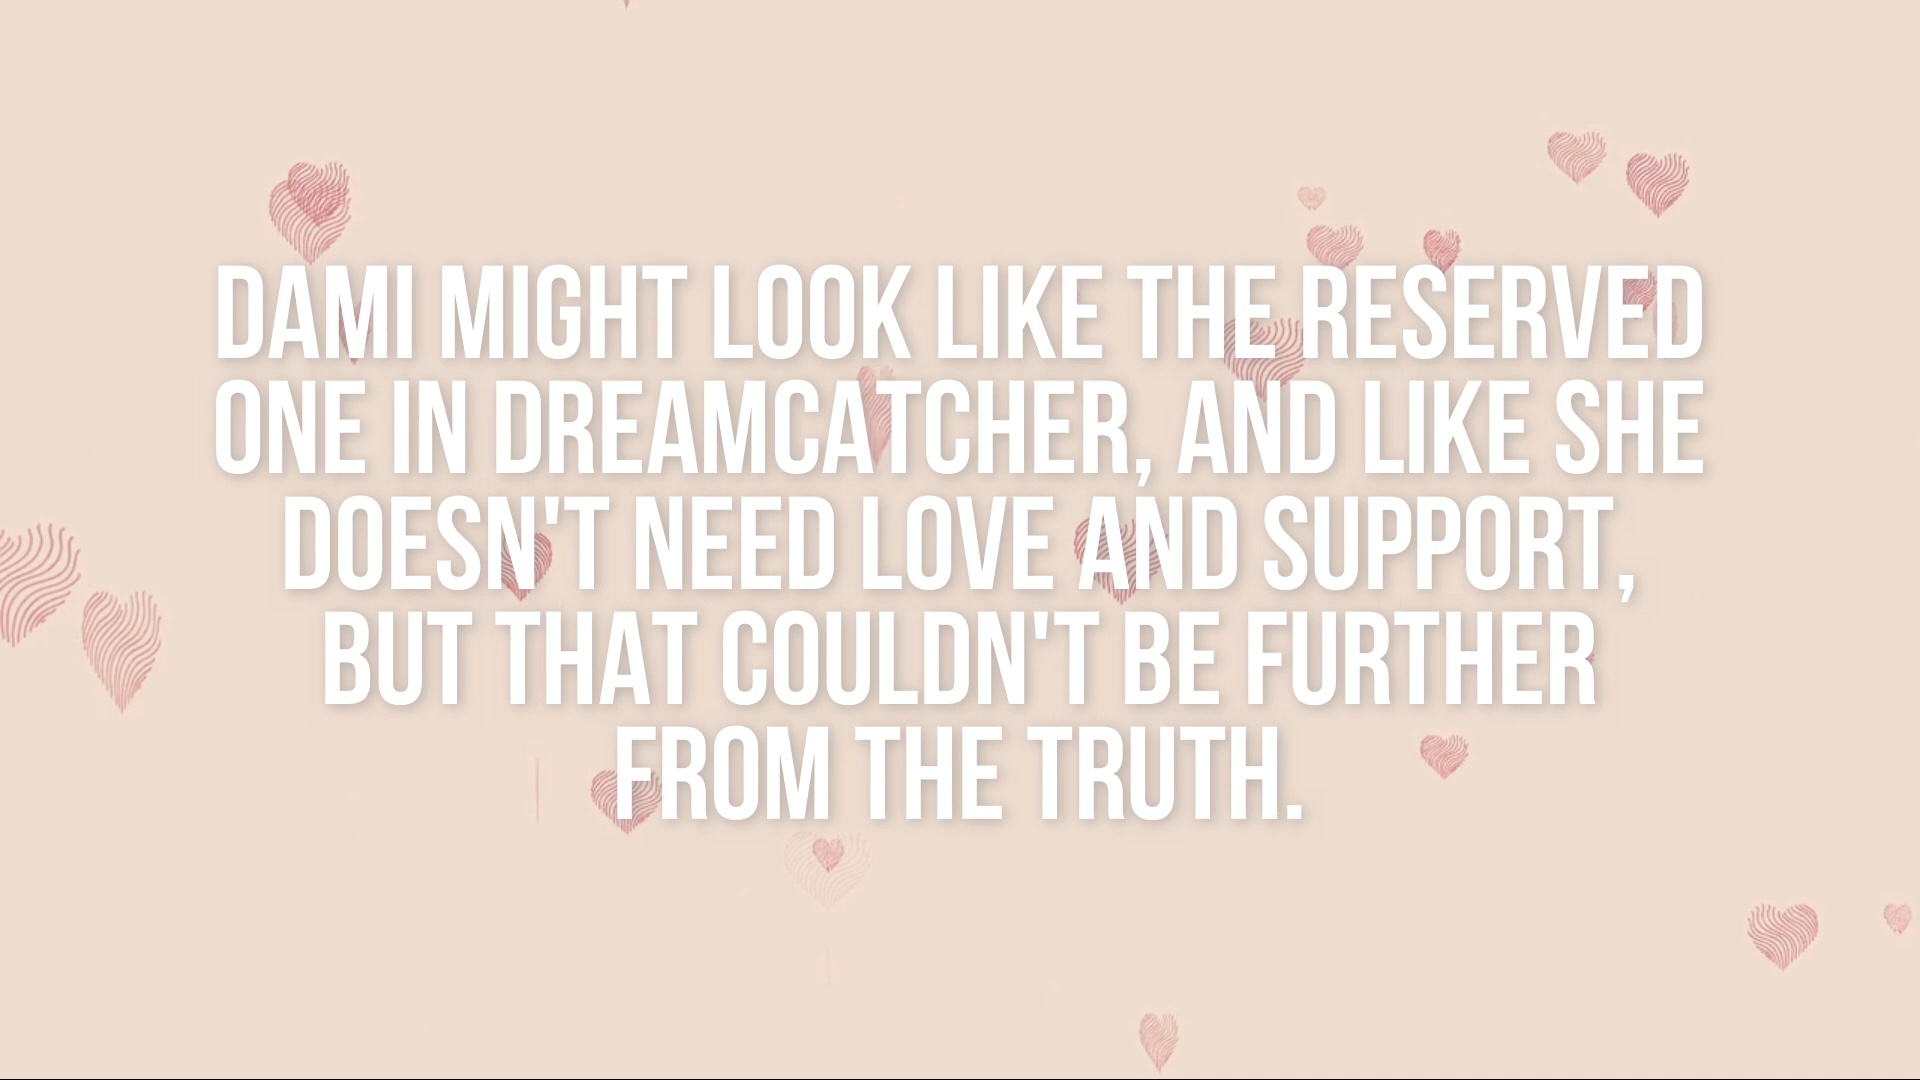 DAMI MIGHT LOOK LIKE THE RESERVED
ONE IN DREAMCATCHER, AND LIKE SHE
DOESN'T NEED LOVE AND SUPPORT,
BUT THAT COULDN'T BE FURTHER
FROM THE TRUTH.